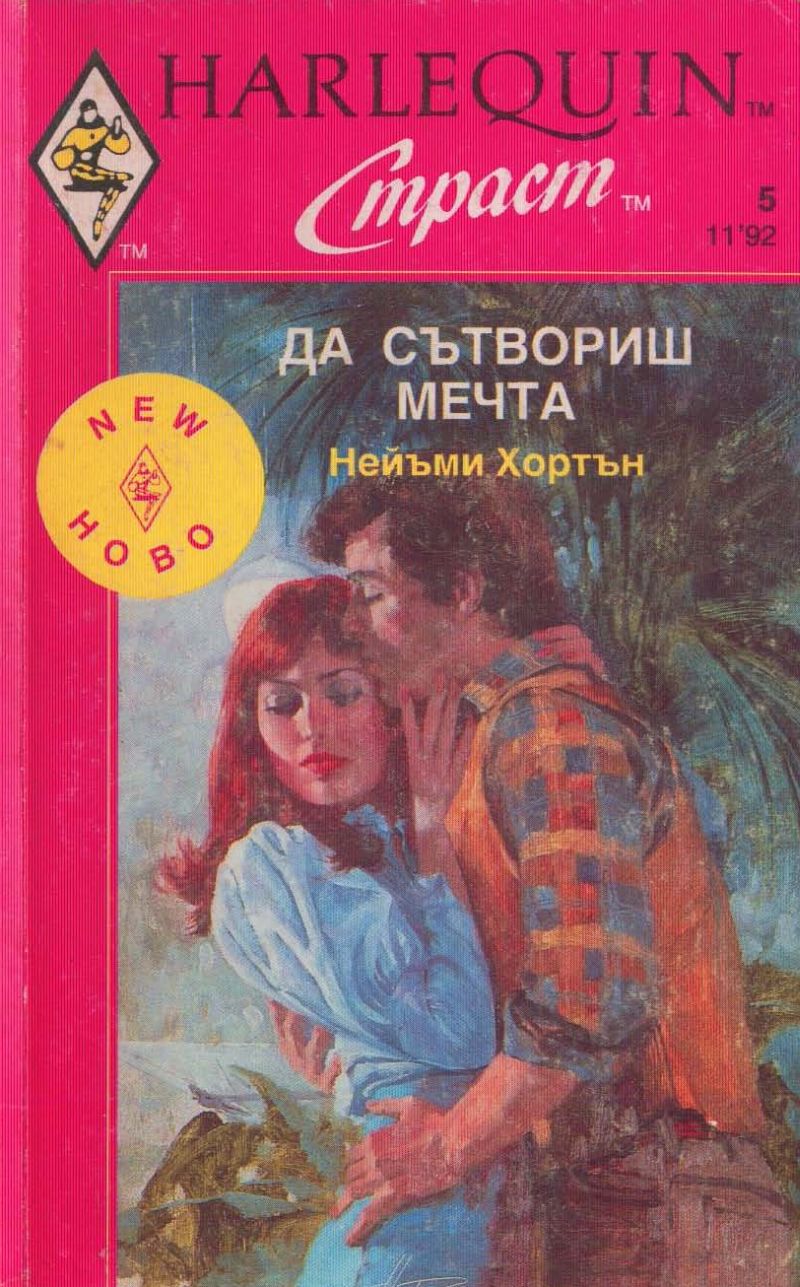 HARLEQUIN™
Страст™
5
11'92
TM
ДА СЪТВОРИШ
МЕЧТА
Нейъми Хортън
NEW
НОВО